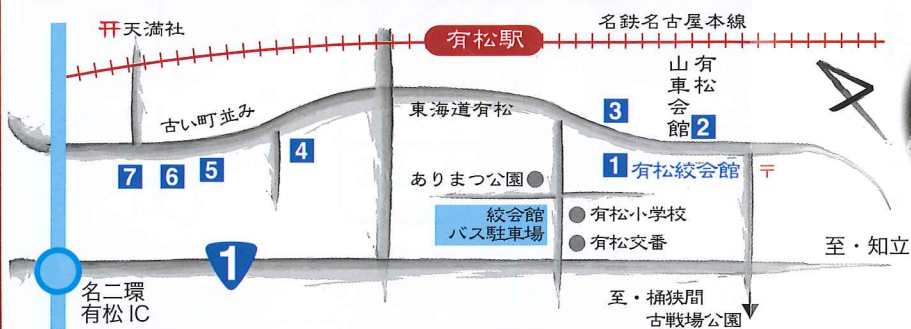 天満社
名鉄名古屋本線
有松駅
有松
山車会館
古い町並み
東海道有松
3
2
4
1 有松絞会館
〒
7
6
5
ありまつ公園
絞会館
バス駐車場
有松小学校
有松交番
1
至・知立
名二環
有松IC
至・桶狭間
古戦場公園